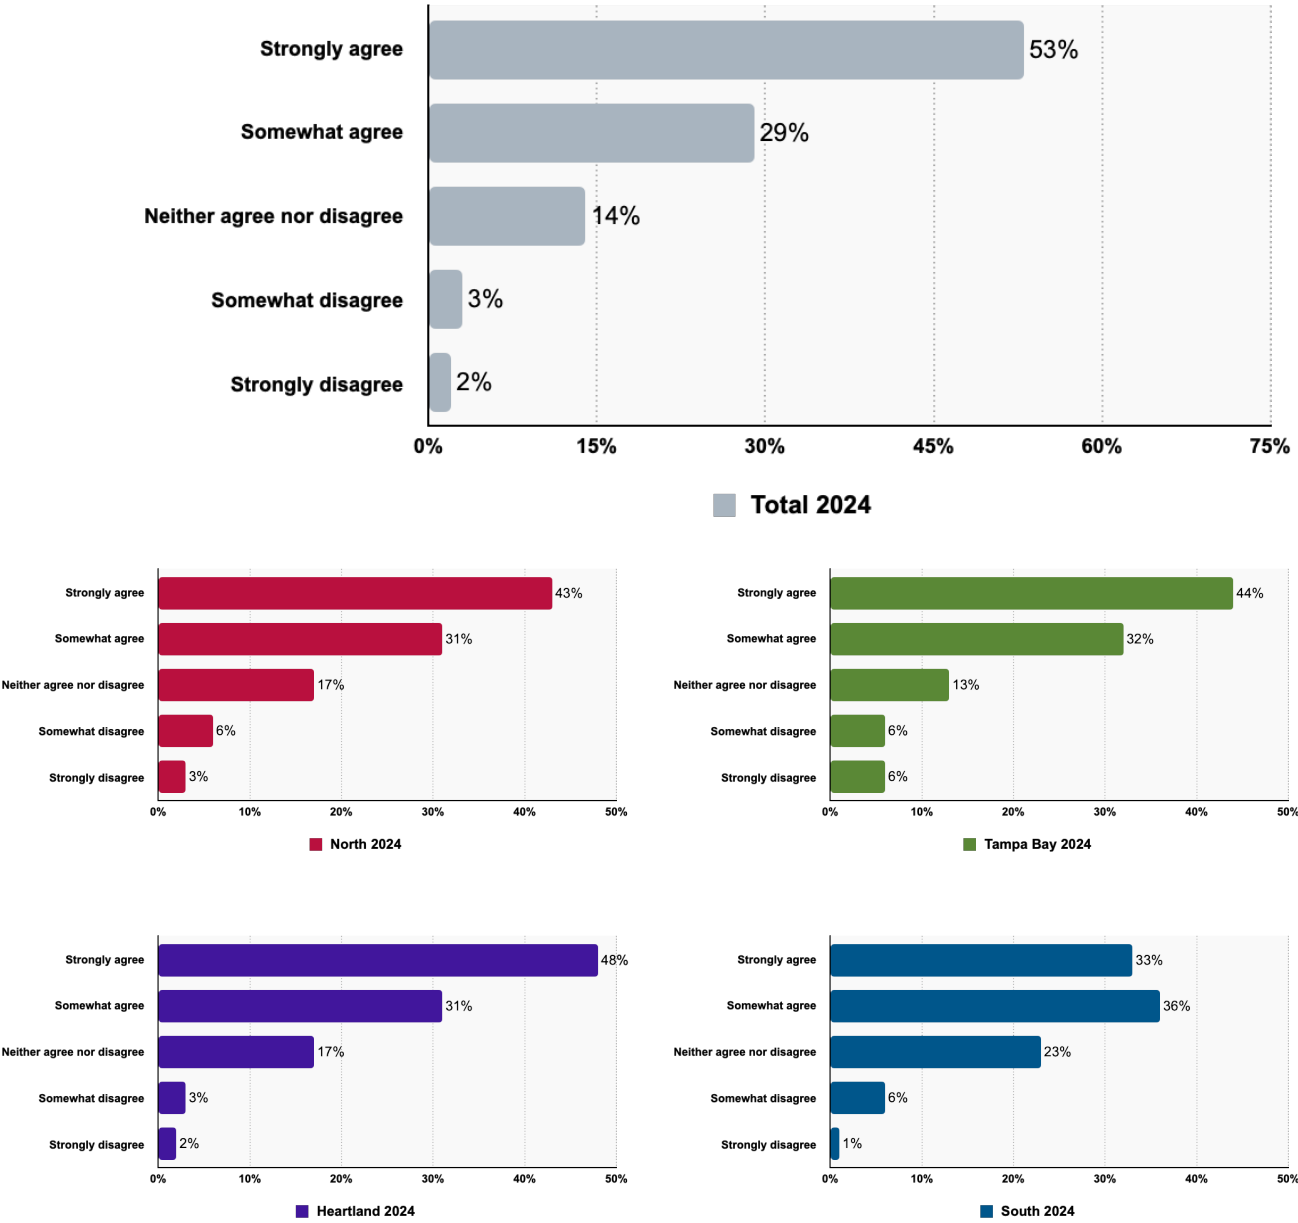 Strongly agree 53%
Somewhat agree 29%
Neither agree nor disagree 14%
Somewhat disagree 3%
Strongly disagree 2%
0% 15% 30% 45% 60% 75%
Total 2024
Strongly agree 43%
Somewhat agree 31%
Neither agree nor disagree 17%
Somewhat disagree 6%
Strongly disagree 3%
0% 10% 20% 30% 40% 50%
North 2024
Strongly agree 44%
Somewhat agree 32%
Neither agree nor disagree 13%
Somewhat disagree 6%
Strongly disagree 6%
0% 10% 20% 30% 40% 50%
Tampa Bay 2024
Strongly agree 48%
Somewhat agree 31%
Neither agree nor disagree 17%
Somewhat disagree 3%
Strongly disagree 2%
0% 10% 20% 30% 40% 50%
Heartland 2024
Strongly agree 33%
Somewhat agree 36%
Neither agree nor disagree 23%
Somewhat disagree 6%
Strongly disagree 1%
0% 10% 20% 30% 40% 50%
South 2024